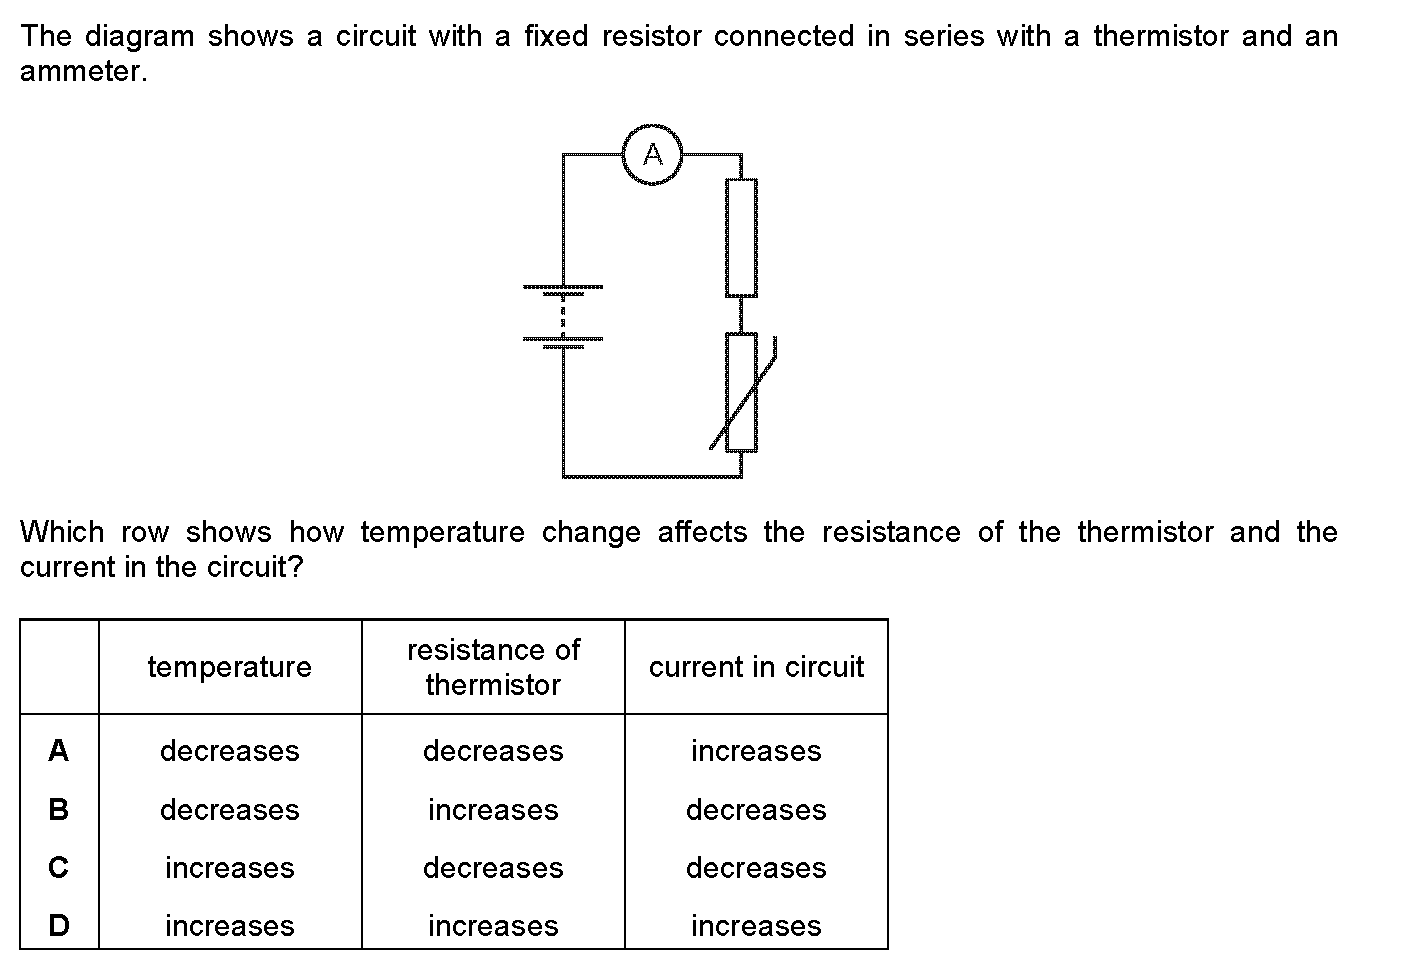 The diagram shows a circuit with a fixed resistor connected in series with a thermistor and an
ammeter.
A
Which row shows how temperature change affects the resistance of the thermistor and the
current in the circuit?
temperature resistance of thermistor current in circuit
A decreases decreases increases
B decreases increases decreases
C increases decreases decreases
D increases increases increases